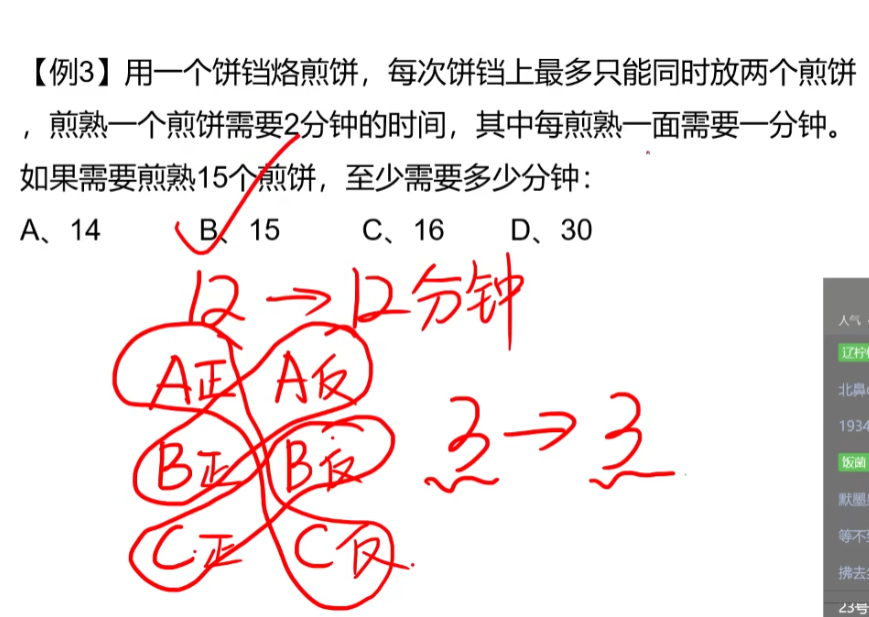 【例3】用一个饼铛烙煎饼，每次饼铛上最多只能同时放两个煎饼
，煎熟一个煎饼需要2分钟的时间，其中每煎熟一面需要一分钟。
如果需要煎熟15个煎饼，至少需要多少分钟：
A、14 B、15 C、16 D、30
12→12分钟
A正 A反
B正 B反
3→3
C正 C反
人气
北鼻
1934
饭菌
等不
拂去
23号